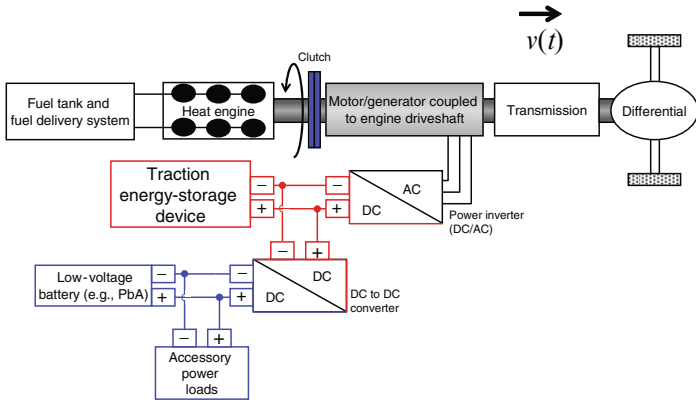 v(t)
Clutch
Fuel tank and
fuel delivery system
Heat engine
Motor/generator coupled
to engine driveshaft
Transmission
Differential
Traction
energy-storage
device
−
+
−
+
AC
DC
Power inverter
(DC/AC)
−
+
Low-voltage
battery (e.g., PbA)
−
+
−
+
DC
DC
DC to DC
converter
−
+
Accessory
power
loads